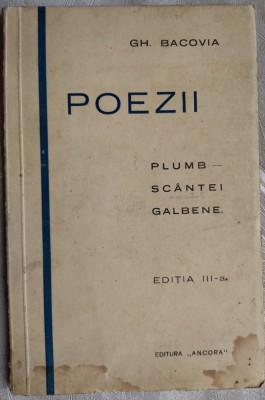 GH. BACOVIA
POEZII
PLUMB —
SCÂNTEI
GALBENE.
EDIȚIA III-a
EDITURA „ANCORA"